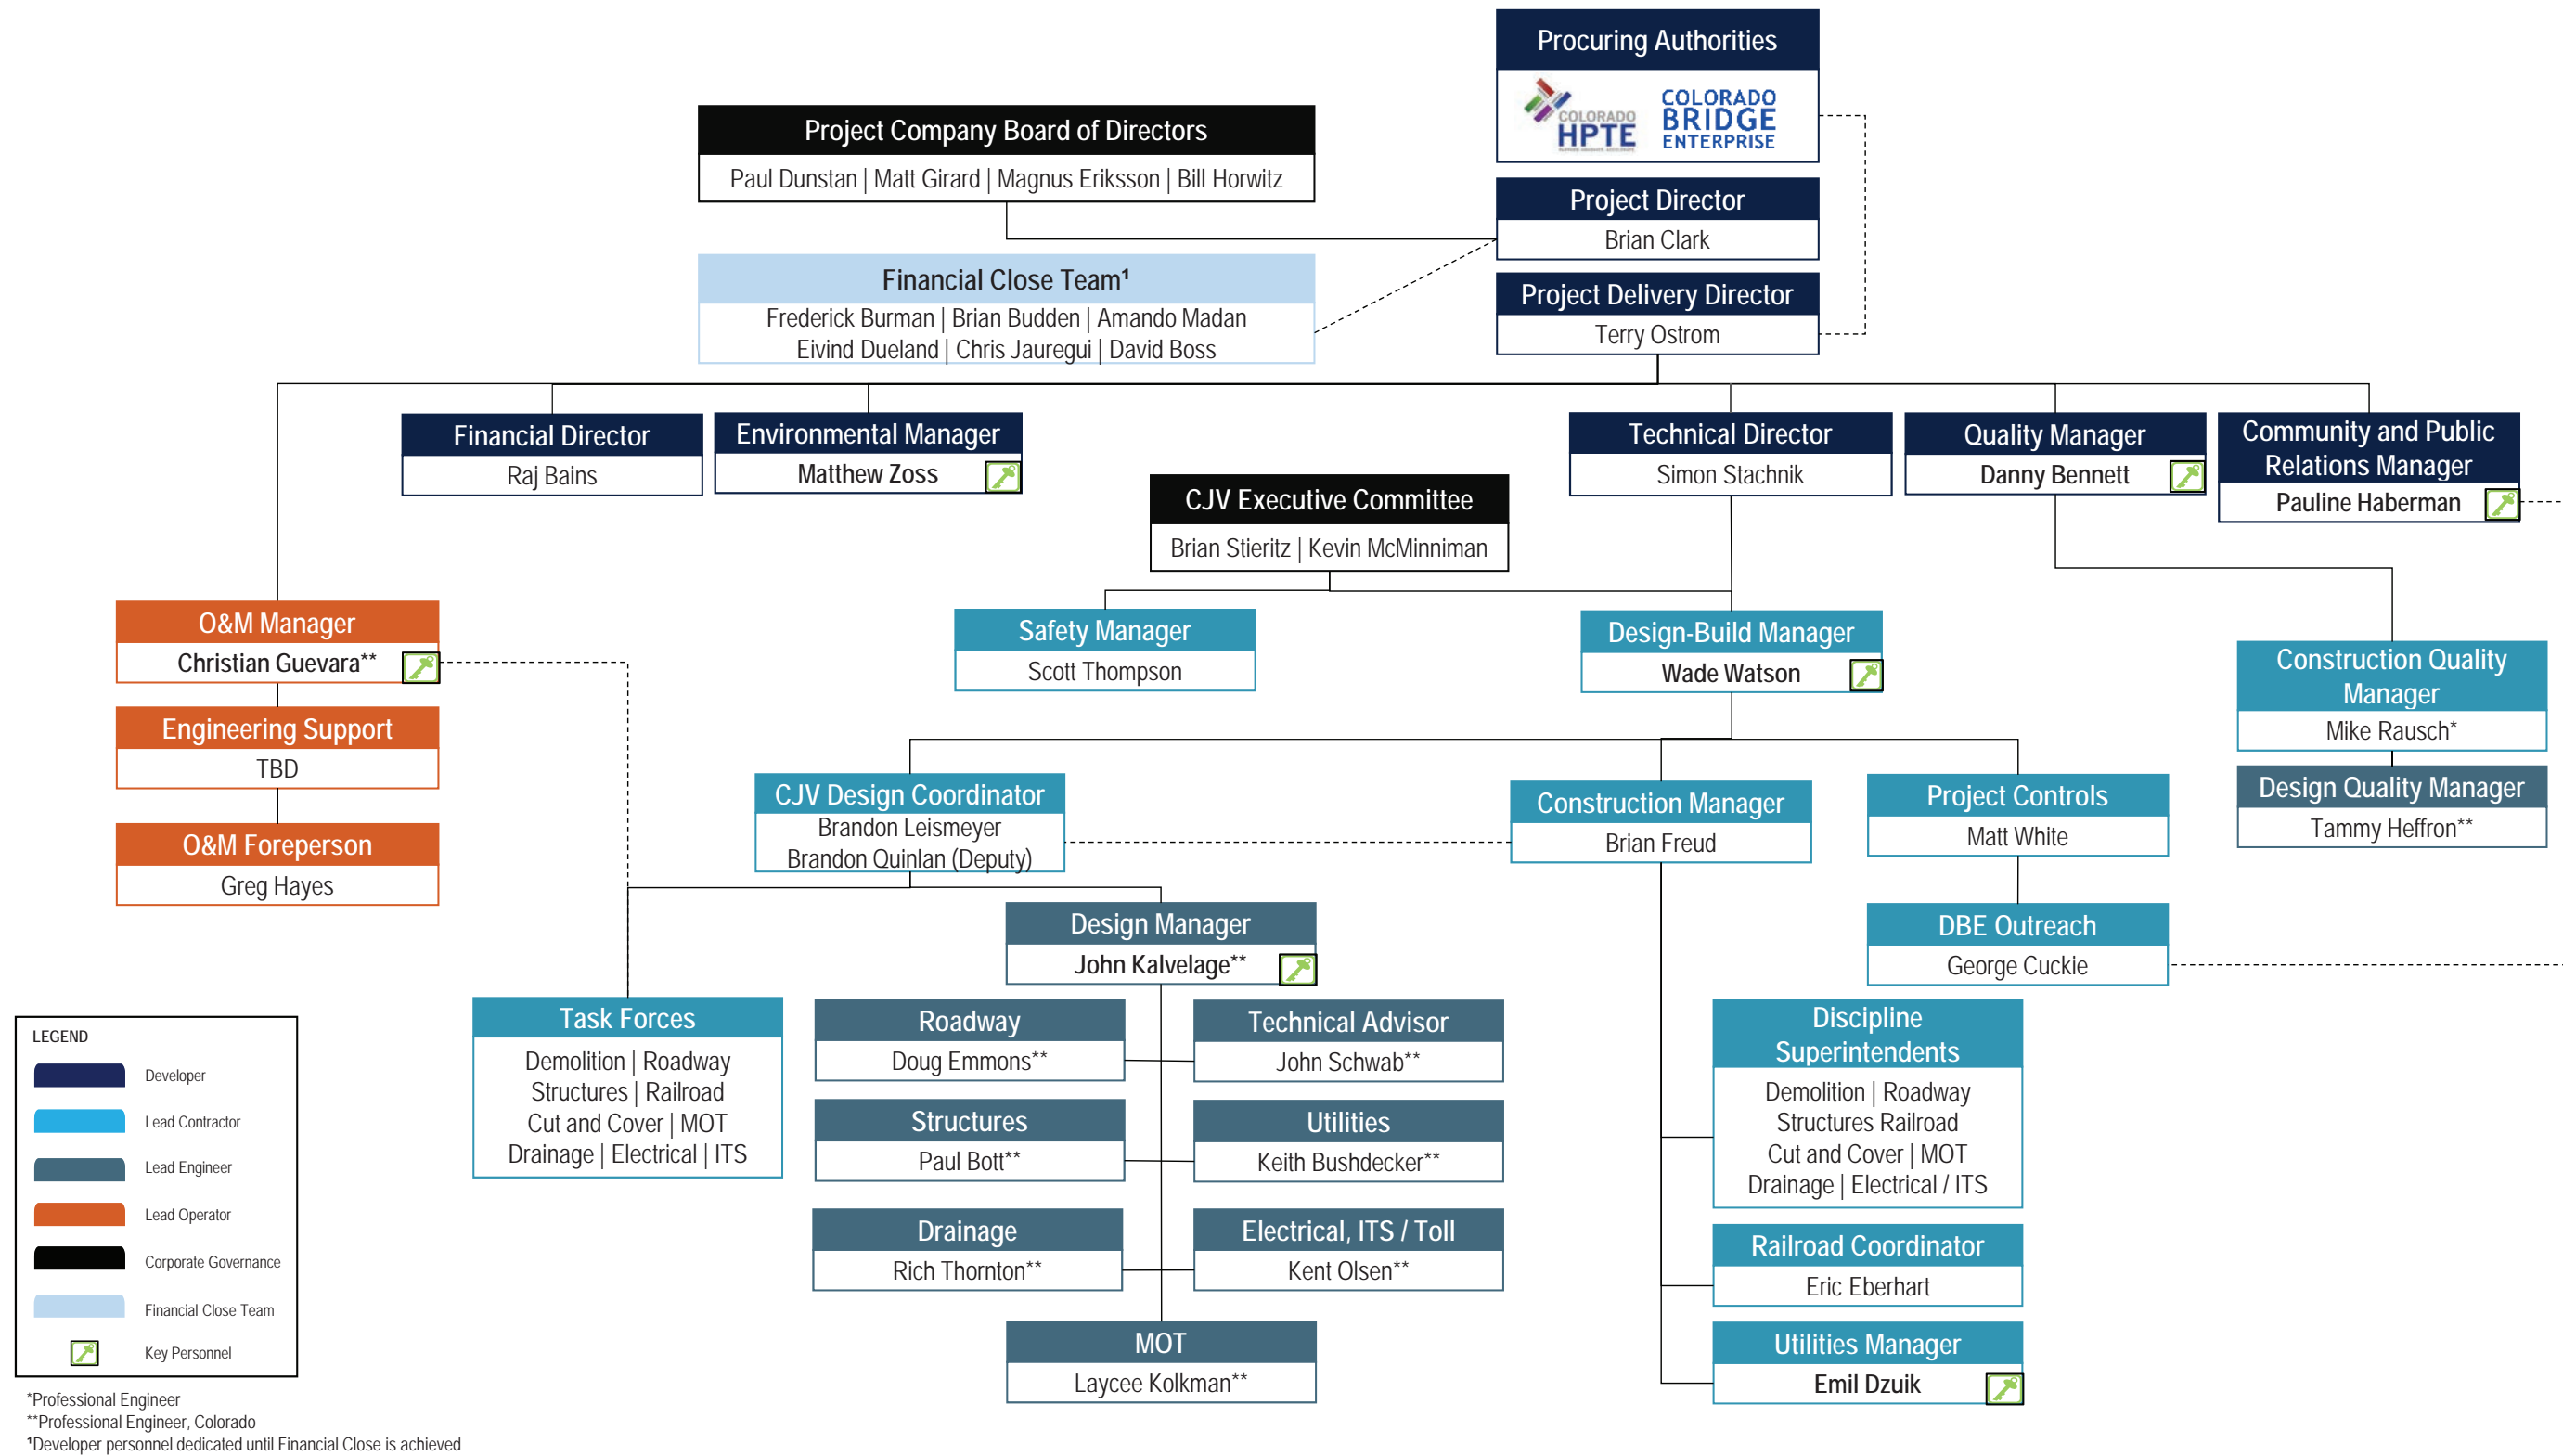 Procuring Authorities
COLORADO
HPTE
COLORADO
BRIDGE
ENTERPRISE
Project Company Board of Directors
Paul Dunstan | Matt Girard | Magnus Eriksson | Bill Horwitz
Project Director
Brian Clark
Financial Close Team¹
Frederick Burman | Brian Budden | Amando Madan
Eivind Dueland | Chris Jauregui | David Boss
Project Delivery Director
Terry Ostrom
Financial Director
Raj Bains
Environmental Manager
Matthew Zoss
Technical Director
Simon Stachnik
Quality Manager
Danny Bennett
Community and Public
Relations Manager
Pauline Haberman
CJV Executive Committee
Brian Stieritz | Kevin McMinniman
O&M Manager
Christian Guevara**
Safety Manager
Scott Thompson
Design-Build Manager
Wade Watson
Construction Quality
Manager
Mike Rausch*
Engineering Support
TBD
Design Quality Manager
Tammy Heffron**
CJV Design Coordinator
Brandon Leismeyer
Brandon Quinlan (Deputy)
Construction Manager
Brian Freud
Project Controls
Matt White
O&M Foreperson
Greg Hayes
Design Manager
John Kalvelage**
DBE Outreach
George Cuckie
Task Forces
Demolition | Roadway
Structures | Railroad
Cut and Cover | MOT
Drainage | Electrical | ITS
Roadway
Doug Emmons**
Technical Advisor
John Schwab**
Structures
Paul Bott**
Utilities
Keith Bushdecker**
Drainage
Rich Thornton**
Electrical, ITS / Toll
Kent Olsen**
MOT
Laycee Kolkman**
Discipline
Superintendents
Demolition | Roadway
Structures Railroad
Cut and Cover | MOT
Drainage | Electrical / ITS
Railroad Coordinator
Eric Eberhart
Utilities Manager
Emil Dzuik
LEGEND
Developer
Lead Contractor
Lead Engineer
Lead Operator
Corporate Governance
Financial Close Team
Key Personnel
*Professional Engineer
**Professional Engineer, Colorado
¹Developer personnel dedicated until Financial Close is achieved